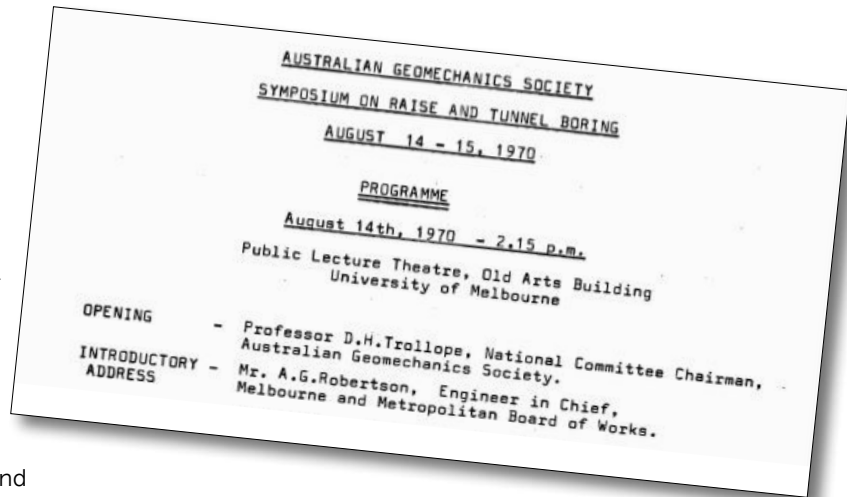 AUSTRALIAN GEOMECHANICS SOCIETY
SYMPOSIUM ON RAISE AND TUNNEL BORING
AUGUST 14 - 15, 1970
PROGRAMME
August 14th, 1970 - 2.15 p.m.
Public Lecture Theatre, Old Arts Building
University of Melbourne
OPENING - Professor D.H.Trollope, National Committee Chairman,
Australian Geomechanics Society.
INTRODUCTORY - Mr. A.G.Robertson, Engineer in Chief,
ADDRESS Melbourne and Metropolitan Board of Works.
nd